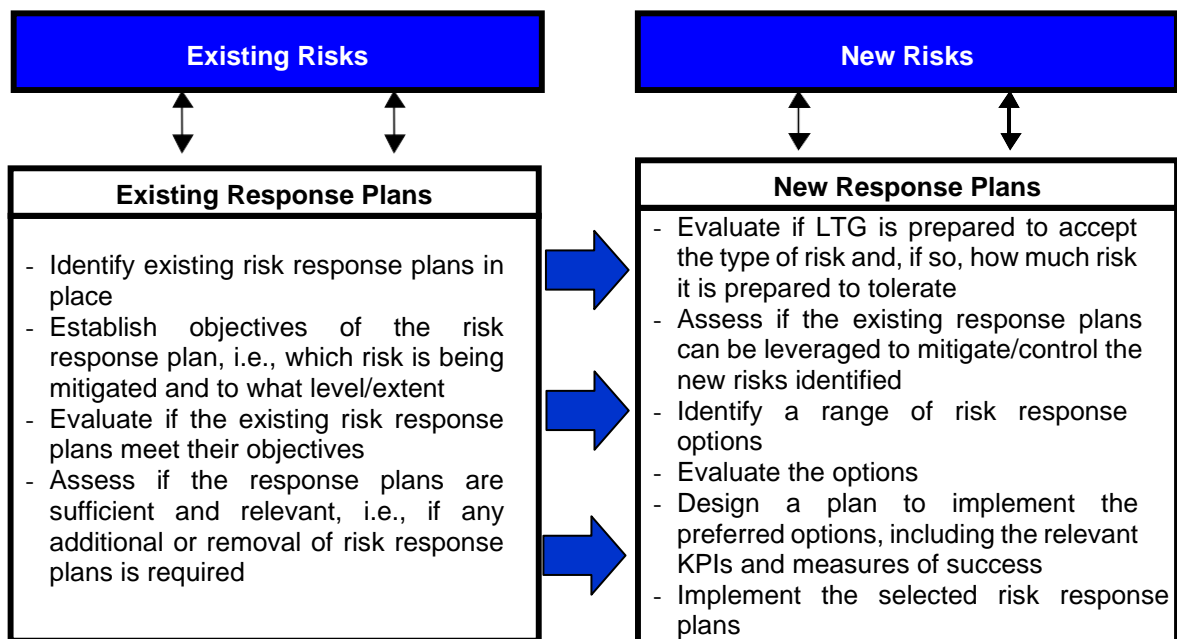 Existing Risks
Existing Response Plans
- Identify existing risk response plans in
place
- Establish objectives of the risk
response plan, i.e., which risk is being
mitigated and to what level/extent
- Evaluate if the existing risk response
plans meet their objectives
- Assess if the response plans are
sufficient and relevant, i.e., if any
additional or removal of risk response
plans is required
New Risks
New Response Plans
- Evaluate if LTG is prepared to accept
the type of risk and, if so, how much risk
it is prepared to tolerate
- Assess if the existing response plans
can be leveraged to mitigate/control the
new risks identified
- Identify a range of risk response
options
- Evaluate the options
- Design a plan to implement the
preferred options, including the relevant
KPIs and measures of success
- Implement the selected risk response
plans